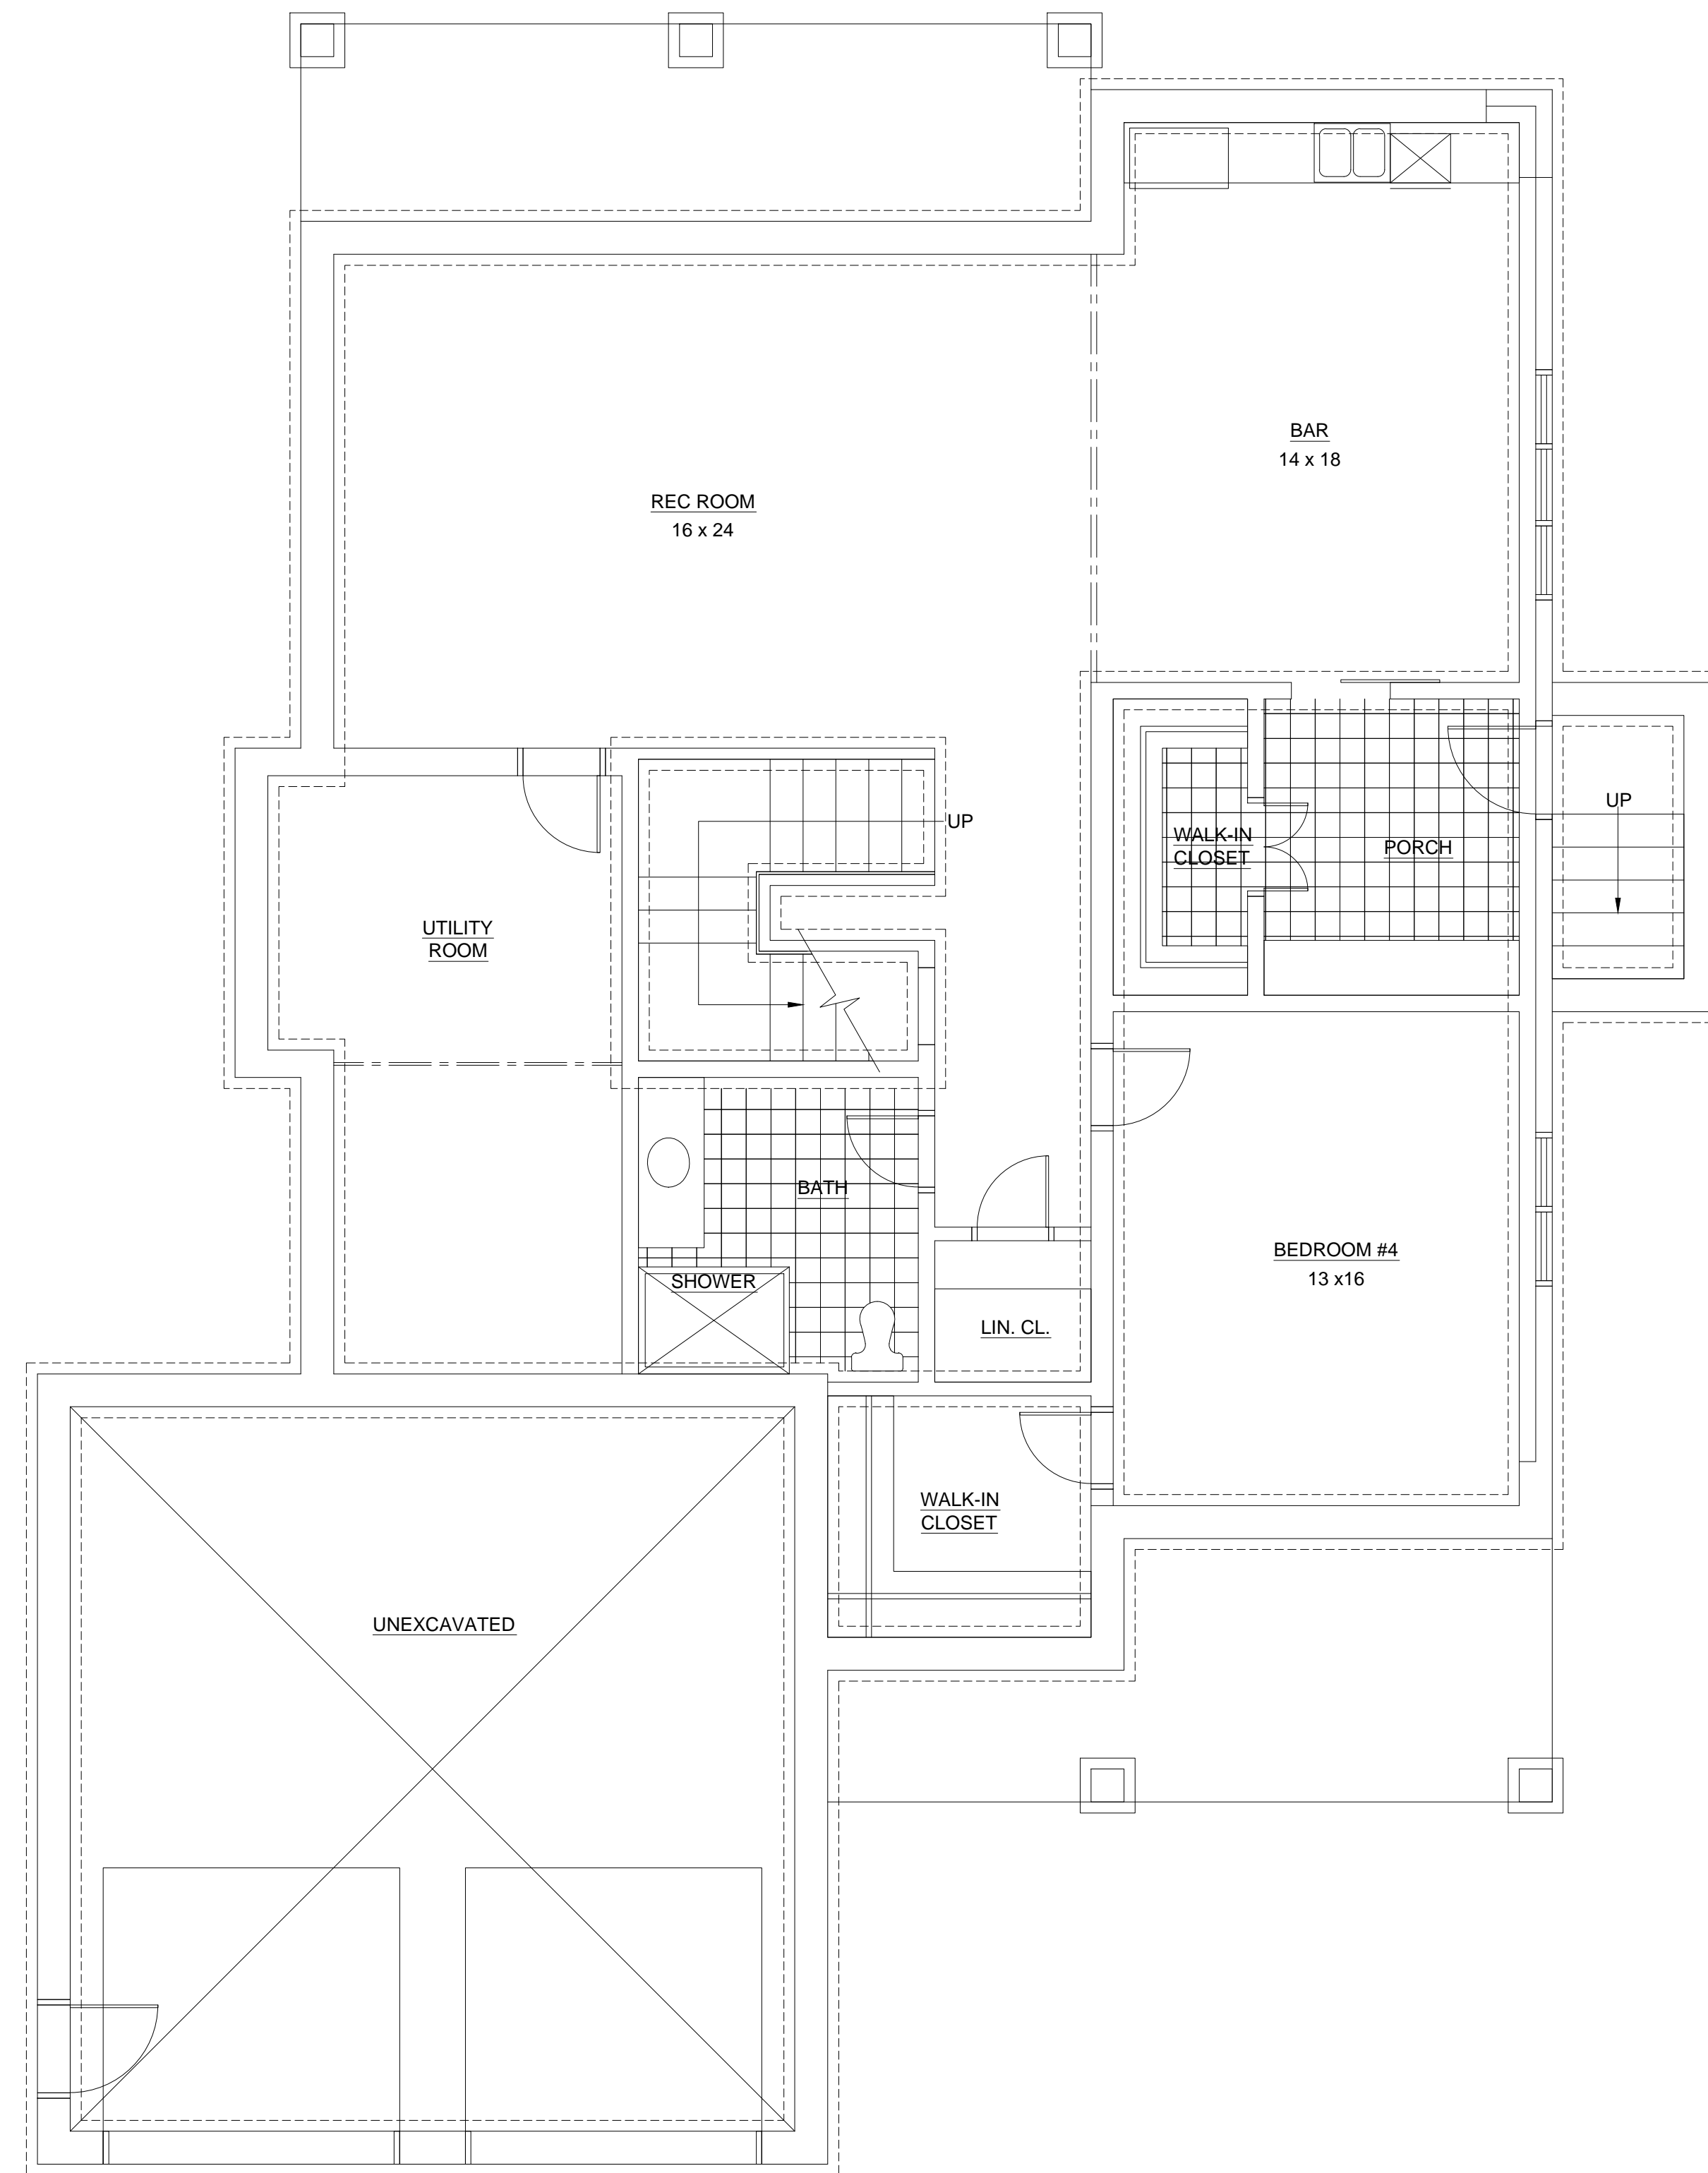 BAR
14 x 18
REC ROOM
16 x 24
UP
UP
WALK-IN
CLOSET
PORCH
UTILITY
ROOM
BATH
BEDROOM #4
13 x16
SHOWER
LIN. CL.
WALK-IN
CLOSET
UNEXCAVATED